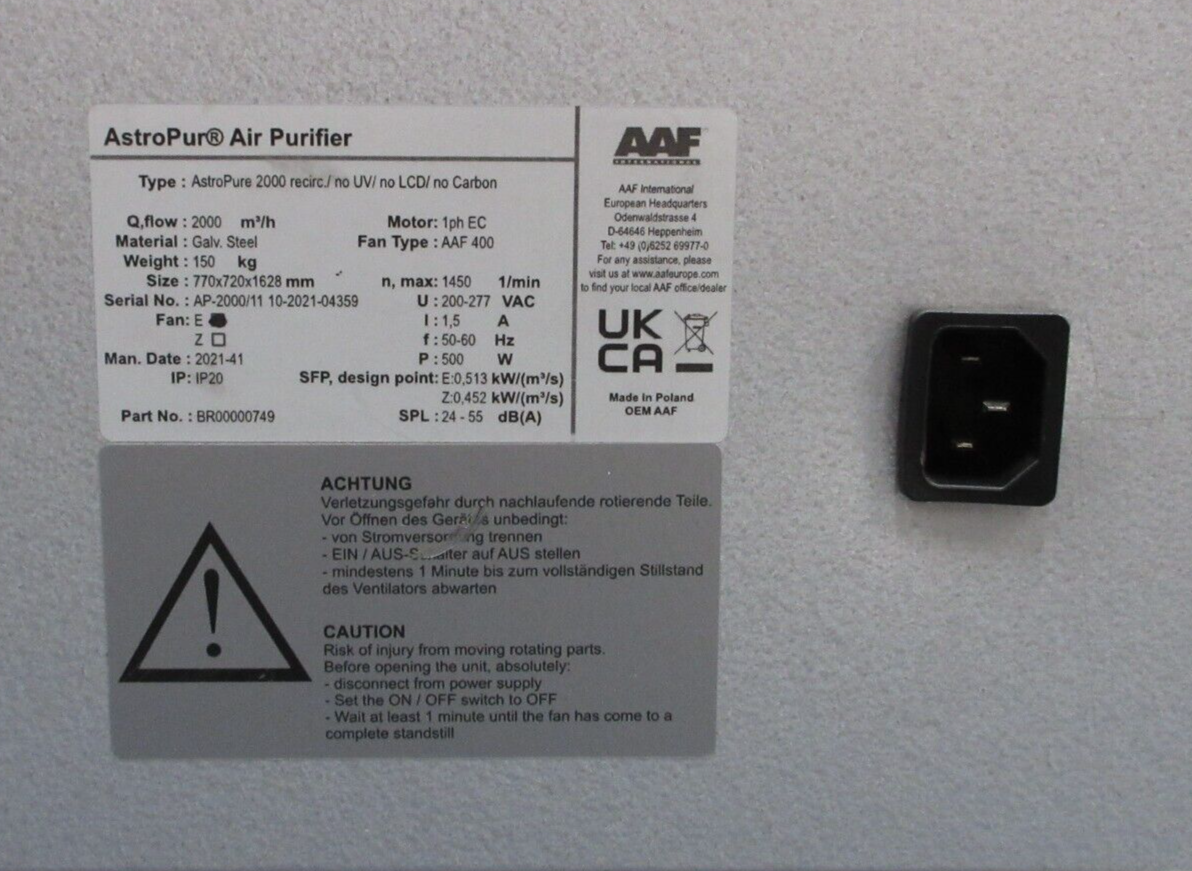 AstroPur® Air Purifier
Type : AstroPure 2000 recirc./ no UV/ no LCD/ no Carbon
Q,flow : 2000 m³/h Motor: 1ph EC
Material : Galv. Steel Fan Type : AAF 400
Weight : 150 kg
Size : 770x720x1628 mm n, max: 1450 1/min
Serial No. : AP-2000/11 10-2021-04359 U : 200-277 VAC
Fan: E I : 1,5 A
Z ☐ f : 50-60 Hz
Man. Date : 2021-41 P : 500 W
IP: IP20 SFP, design point: E:0,513 kW/(m³/s)
Z:0,452 kW/(m³/s)
Part No. : BR00000749 SPL : 24 - 55 dB(A)
AAF
INTERNATIONAL
AAF International
European Headquarters
Odenwaldstrasse 4
D-64646 Heppenheim
Tel: +49 (0)6252 69977-0
For any assistance, please
visit us at www.aafeurope.com
to find your local AAF office/dealer
UK
CA
Made in Poland
OEM AAF
ACHTUNG
Verletzungsgefahr durch nachlaufende rotierende Teile.
Vor Öffnen des Geräts unbedingt:
- von Stromversorgung trennen
- EIN / AUS-Schalter auf AUS stellen
- mindestens 1 Minute bis zum vollständigen Stillstand
des Ventilators abwarten
CAUTION
Risk of injury from moving rotating parts.
Before opening the unit, absolutely:
- disconnect from power supply
- Set the ON / OFF switch to OFF
- Wait at least 1 minute until the fan has come to a
complete standstill